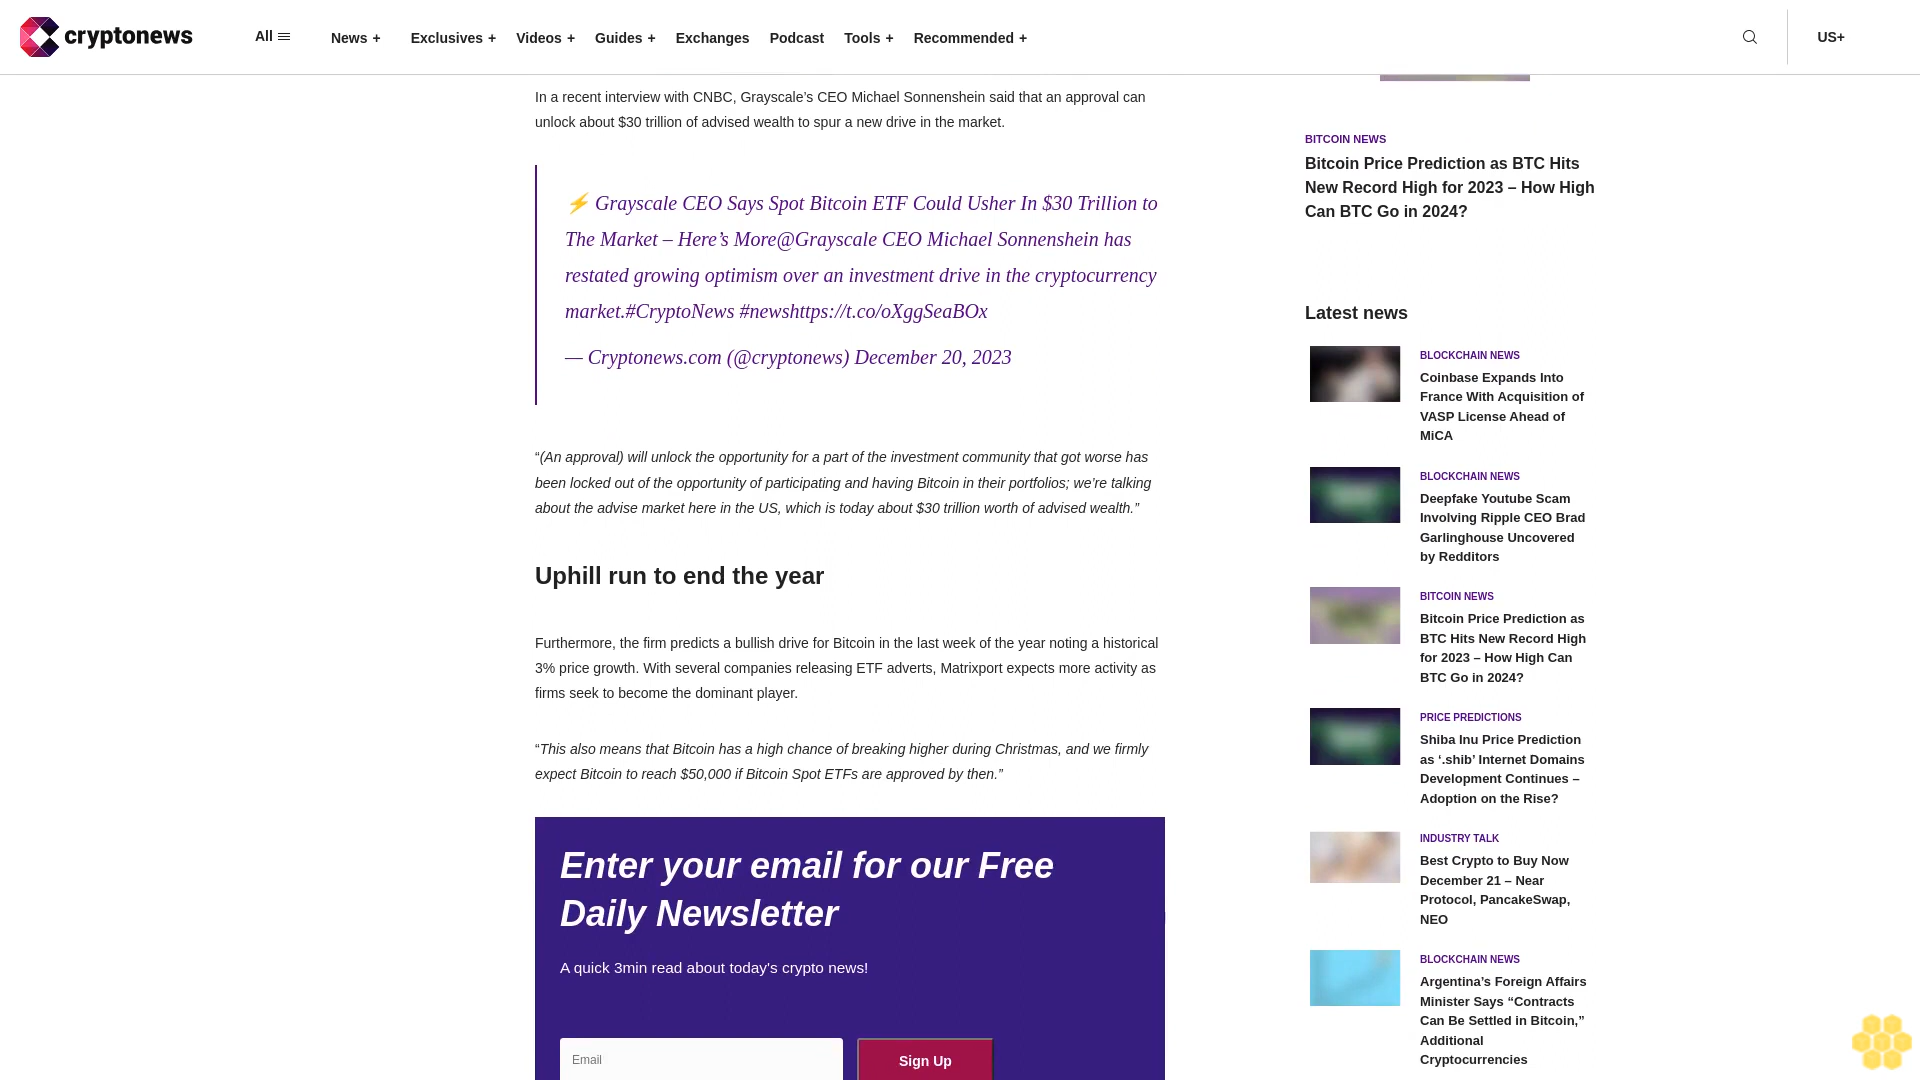 cryptonews
All
News +
Exclusives +
Videos +
Guides +
Exchanges
Podcast
Tools +
Recommended +
US+
In a recent interview with CNBC, Grayscale’s CEO Michael Sonnenshein said that an approval can
unlock about $30 trillion of advised wealth to spur a new drive in the market.
⚡ Grayscale CEO Says Spot Bitcoin ETF Could Usher In $30 Trillion to
The Market – Here’s More@Grayscale CEO Michael Sonnenshein has
restated growing optimism over an investment drive in the cryptocurrency
market.#CryptoNews #newshttps://t.co/oXggSeaBOx
— Cryptonews.com (@cryptonews) December 20, 2023
“(An approval) will unlock the opportunity for a part of the investment community that got worse has
been locked out of the opportunity of participating and having Bitcoin in their portfolios; we’re talking
about the advise market here in the US, which is today about $30 trillion worth of advised wealth.”
Uphill run to end the year
Furthermore, the firm predicts a bullish drive for Bitcoin in the last week of the year noting a historical
3% price growth. With several companies releasing ETF adverts, Matrixport expects more activity as
firms seek to become the dominant player.
“This also means that Bitcoin has a high chance of breaking higher during Christmas, and we firmly
expect Bitcoin to reach $50,000 if Bitcoin Spot ETFs are approved by then.”
Enter your email for our Free
Daily Newsletter
A quick 3min read about today's crypto news!
Email
Sign Up
BITCOIN NEWS
Bitcoin Price Prediction as BTC Hits
New Record High for 2023 – How High
Can BTC Go in 2024?
Latest news
BLOCKCHAIN NEWS
Coinbase Expands Into
France With Acquisition of
VASP License Ahead of
MiCA
BLOCKCHAIN NEWS
Deepfake Youtube Scam
Involving Ripple CEO Brad
Garlinghouse Uncovered
by Redditors
BITCOIN NEWS
Bitcoin Price Prediction as
BTC Hits New Record High
for 2023 – How High Can
BTC Go in 2024?
PRICE PREDICTIONS
Shiba Inu Price Prediction
as ‘.shib’ Internet Domains
Development Continues –
Adoption on the Rise?
INDUSTRY TALK
Best Crypto to Buy Now
December 21 – Near
Protocol, PancakeSwap,
NEO
BLOCKCHAIN NEWS
Argentina’s Foreign Affairs
Minister Says “Contracts
Can Be Settled in Bitcoin,”
Additional
Cryptocurrencies